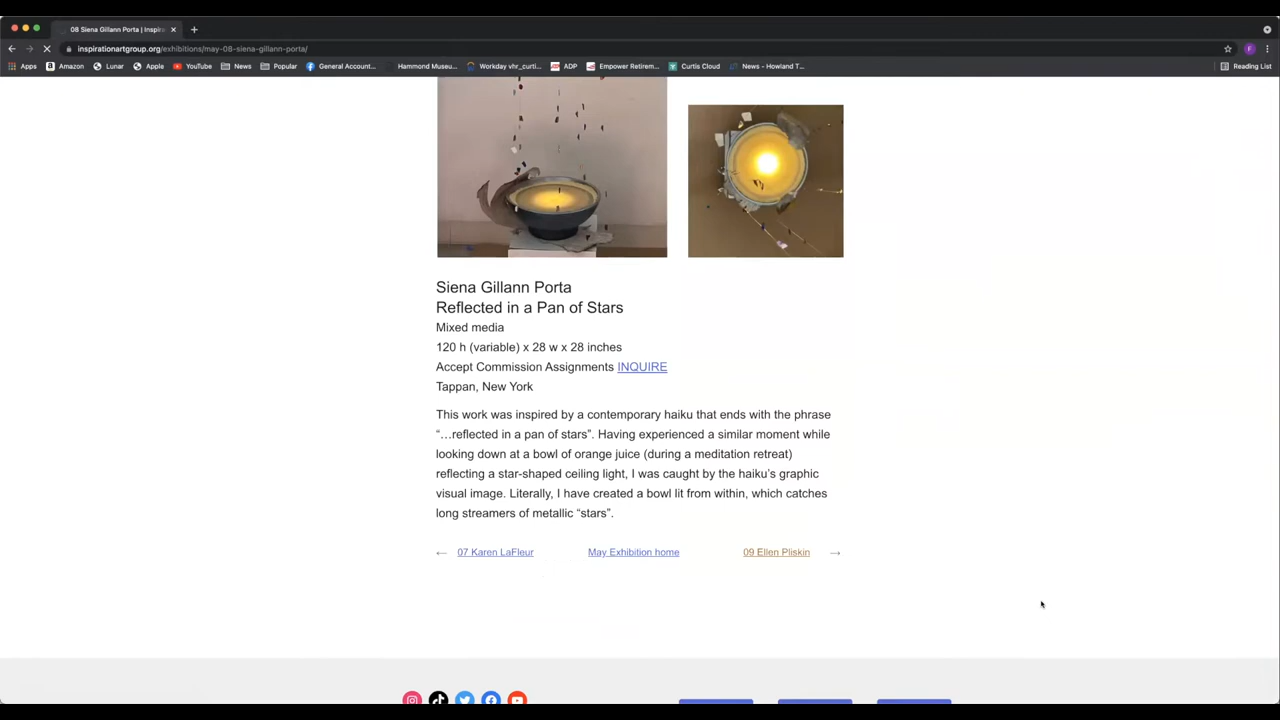 08 Siena Gillann Porta | Inspir
inspirationartgroup.org/exhibitions/may-08-siena-gillann-porta/
F
Apps Amazon Lunar Apple YouTube News Popular General Account... Hammond Museu... Workday vhr_curti... ADP Empower Retirem... Curtis Cloud News – Howland T... Reading List
Siena Gillann Porta
Reflected in a Pan of Stars
Mixed media
120 h (variable) x 28 w x 28 inches
Accept Commission Assignments INQUIRE
Tappan, New York
This work was inspired by a contemporary haiku that ends with the phrase
“…reflected in a pan of stars”. Having experienced a similar moment while
looking down at a bowl of orange juice (during a meditation retreat)
reflecting a star-shaped ceiling light, I was caught by the haiku’s graphic
visual image. Literally, I have created a bowl lit from within, which catches
long streamers of metallic “stars”.
← 07 Karen LaFleur May Exhibition home 09 Ellen Pliskin →